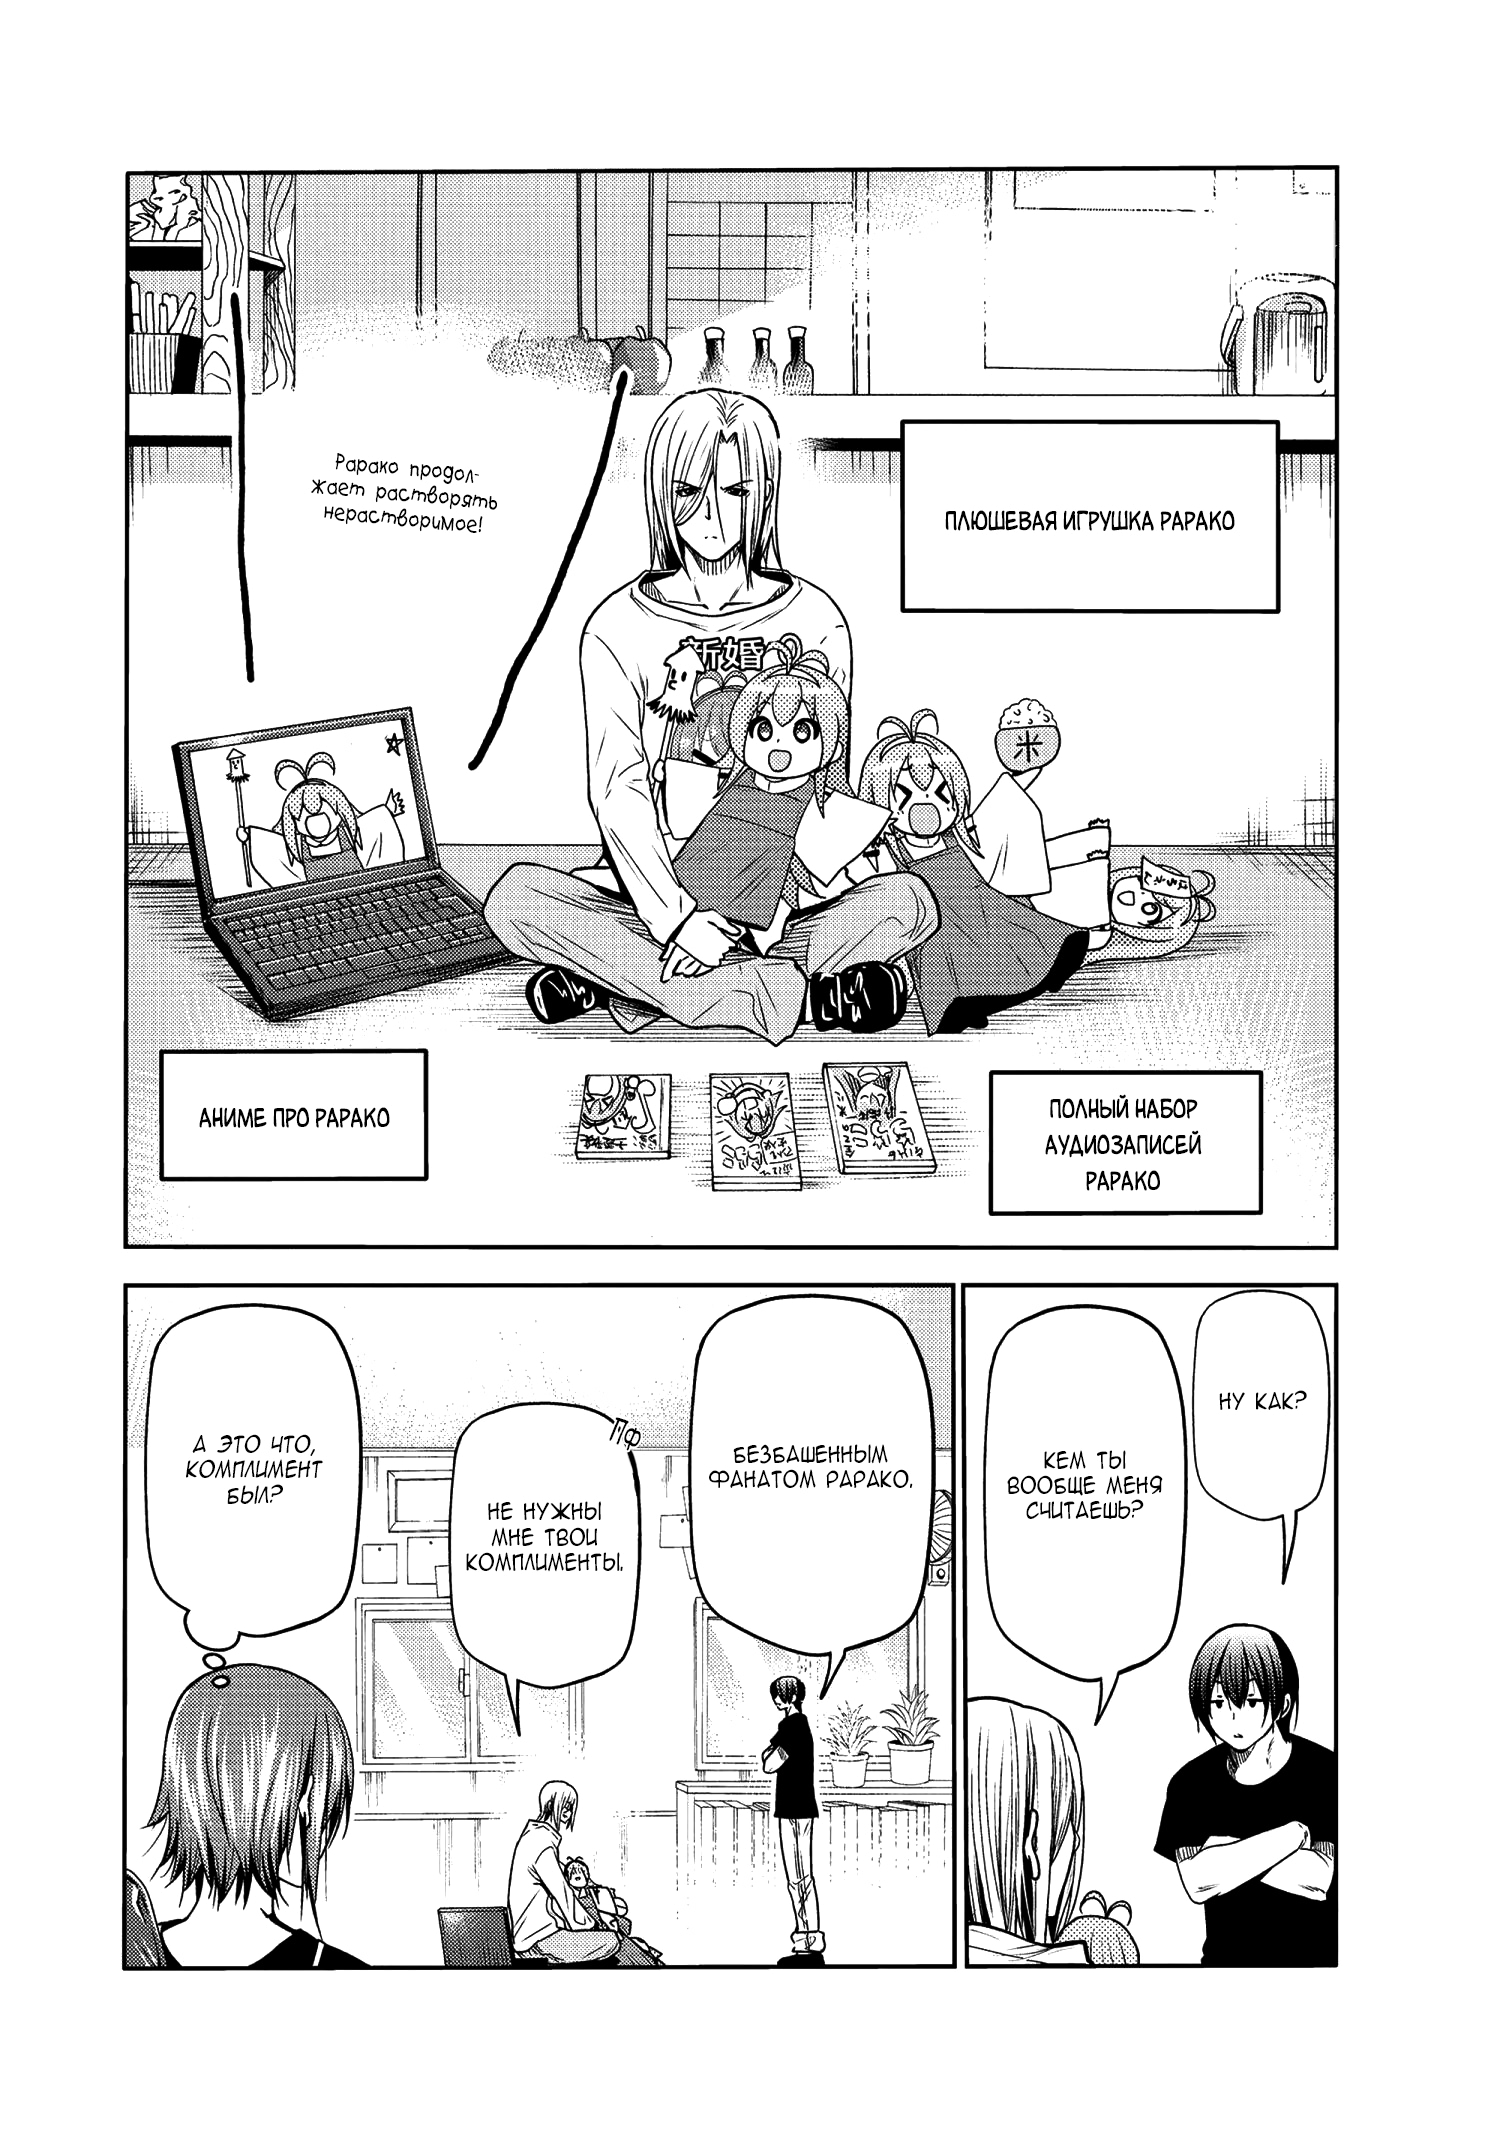 ПЛЮШЕВАЯ ИГРУШКА РАРАКО
Рарако продол-
жает растворять
нерастворимое!
新婚
米
АНИМЕ ПРО РАРАКО
ПОЛНЫЙ НАБОР
АУДИОЗАПИСЕЙ
РАРАКО
НУ КАК?
КЕМ ТЫ
ВООБЩЕ МЕНЯ
СЧИТАЕШЬ?
БЕЗБАШЕННЫМ
ФАНАТОМ РАРАКО.
ПФ
НЕ НУЖНЫ
МНЕ ТВОИ
КОМПЛИМЕНТЫ.
А ЭТО ЧТО,
КОМПЛИМЕНТ
БЫЛ?